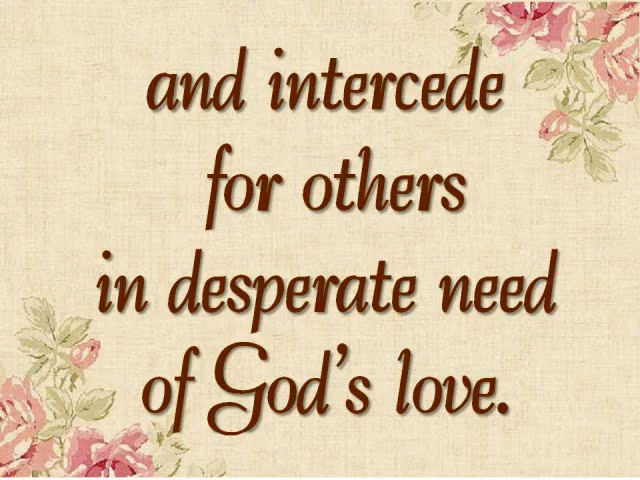 and intercede
for others
in desperate need
of God's love.